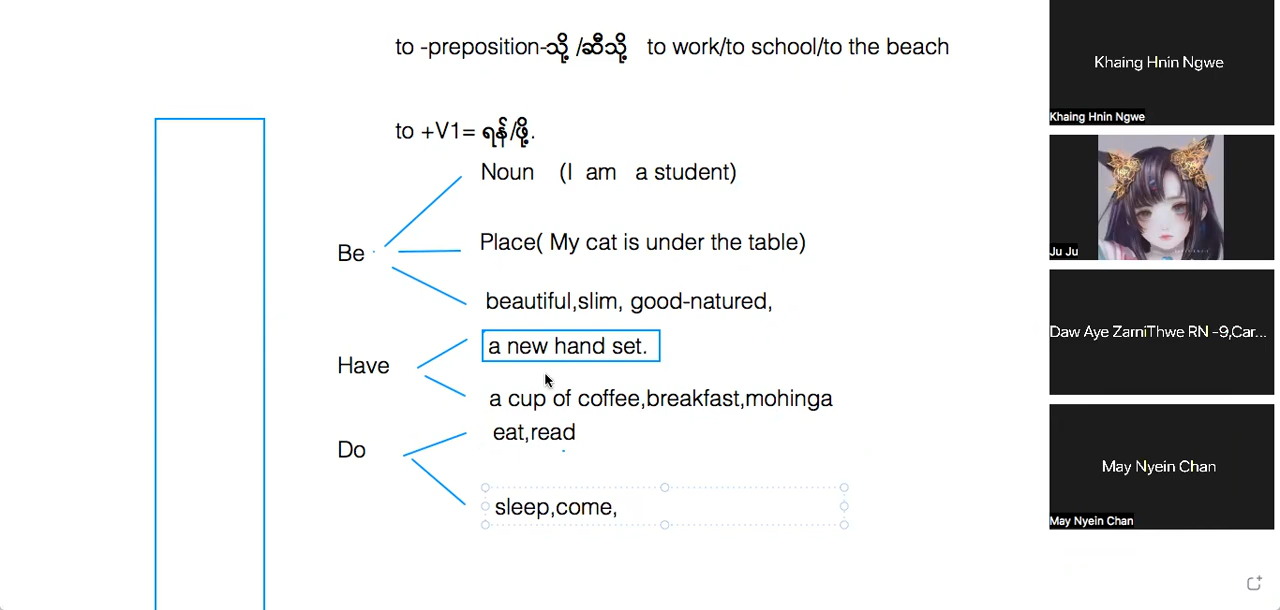 to -preposition-သို့ /ဆီသို့ to work/to school/to the beach
to +V1= ရန်/ဖို့.
Noun (I am a student)
Be
Place( My cat is under the table)
beautiful,slim, good-natured,
Have
a new hand set.
a cup of coffee,breakfast,mohinga
Do
eat,read
sleep,come,
Khaing Hnin Ngwe
Khaing Hnin Ngwe
Ju Ju
Daw Aye ZarniThwe RN -9,Car...
May Nyein Chan
May Nyein Chan